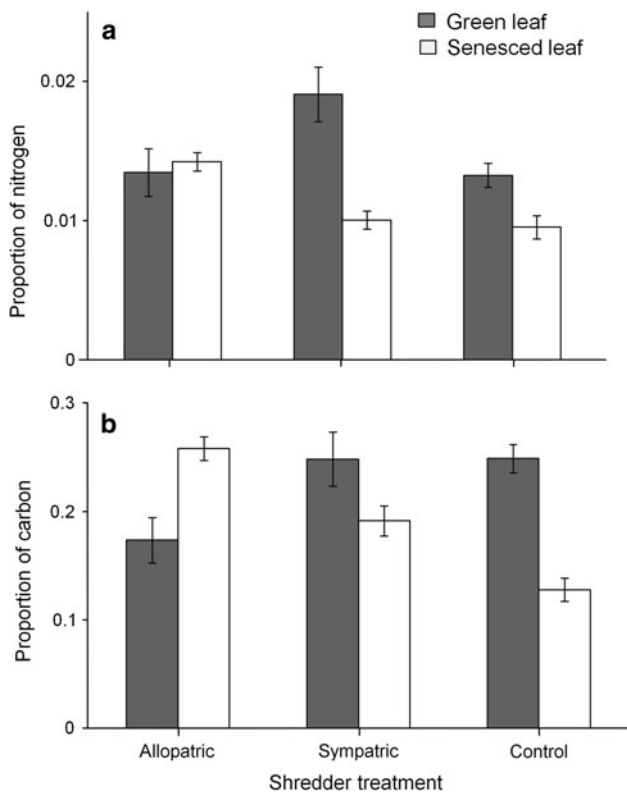 a
Green leaf
Senesced leaf
0.02
0.01
0
Proportion of nitrogen
b
0.3
0.2
0.1
0
Proportion of carbon
Allopatric Sympatric Control
Shredder treatment